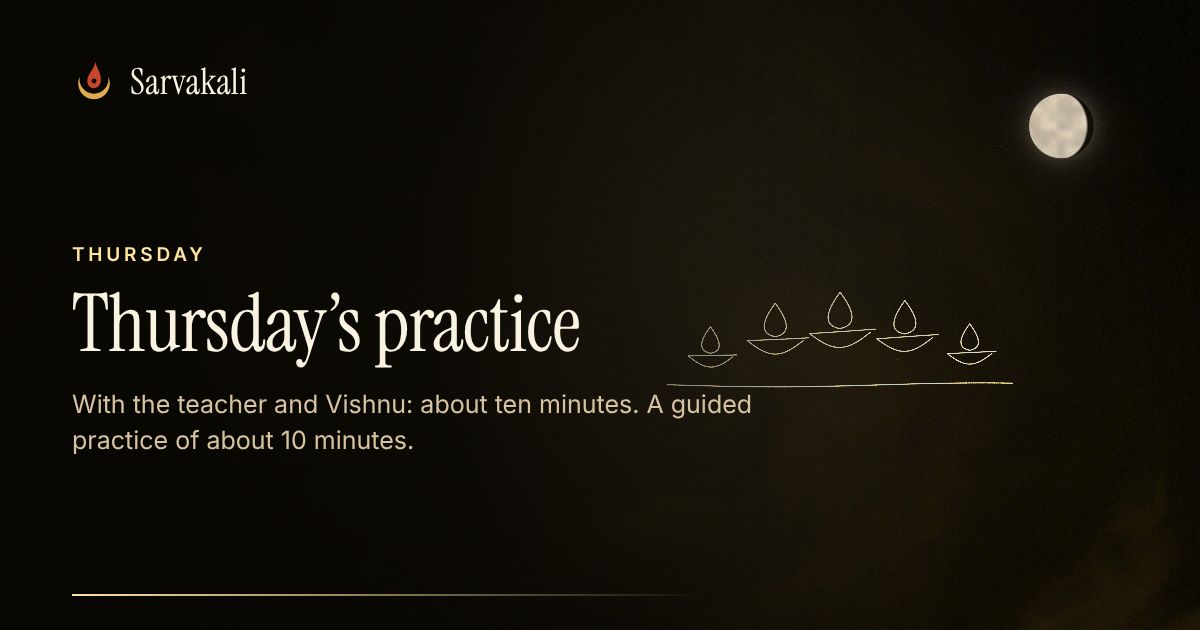 Sarvakali
THURSDAY
Thursday’s practice
With the teacher and Vishnu: about ten minutes. A guided
practice of about 10 minutes.